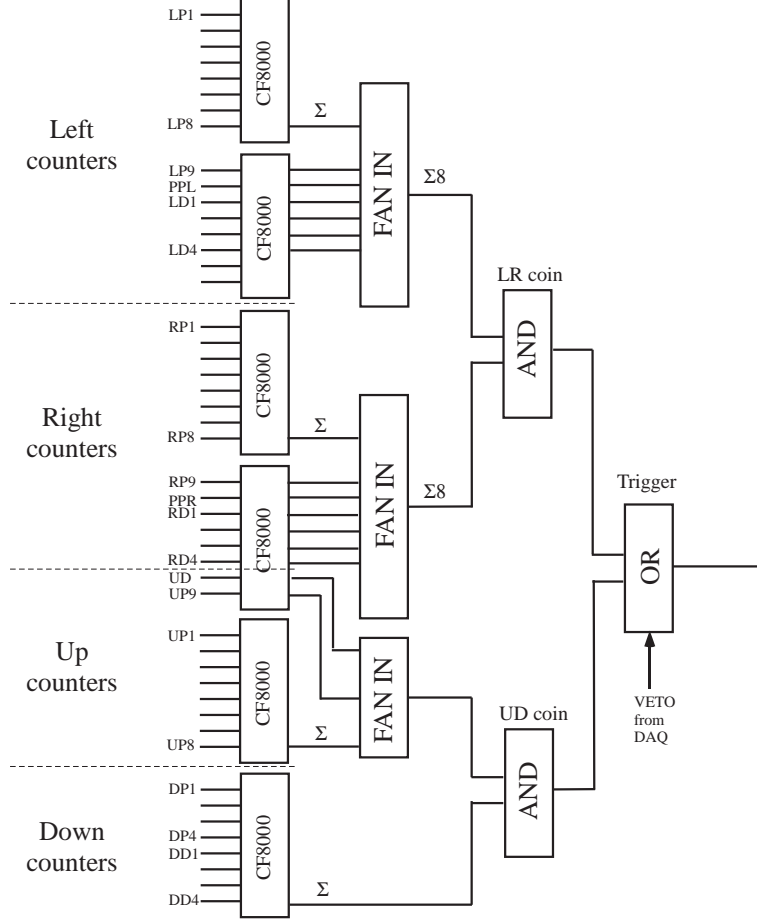 LP1
LP8
CF8000
Σ
Left
counters
LP9
PPL
LD1
LD4
CF8000
FAN IN
Σ8
LR coin
AND
RP1
RP8
CF8000
Σ
Right
counters
RP9
PPR
RD1
RD4
CF8000
FAN IN
Σ8
Trigger
OR
VETO
from
DAQ
UD
UP9
Up
counters
UP1
UP8
CF8000
Σ
FAN IN
UD coin
AND
Down
counters
DP1
DP4
DD1
DD4
CF8000
Σ